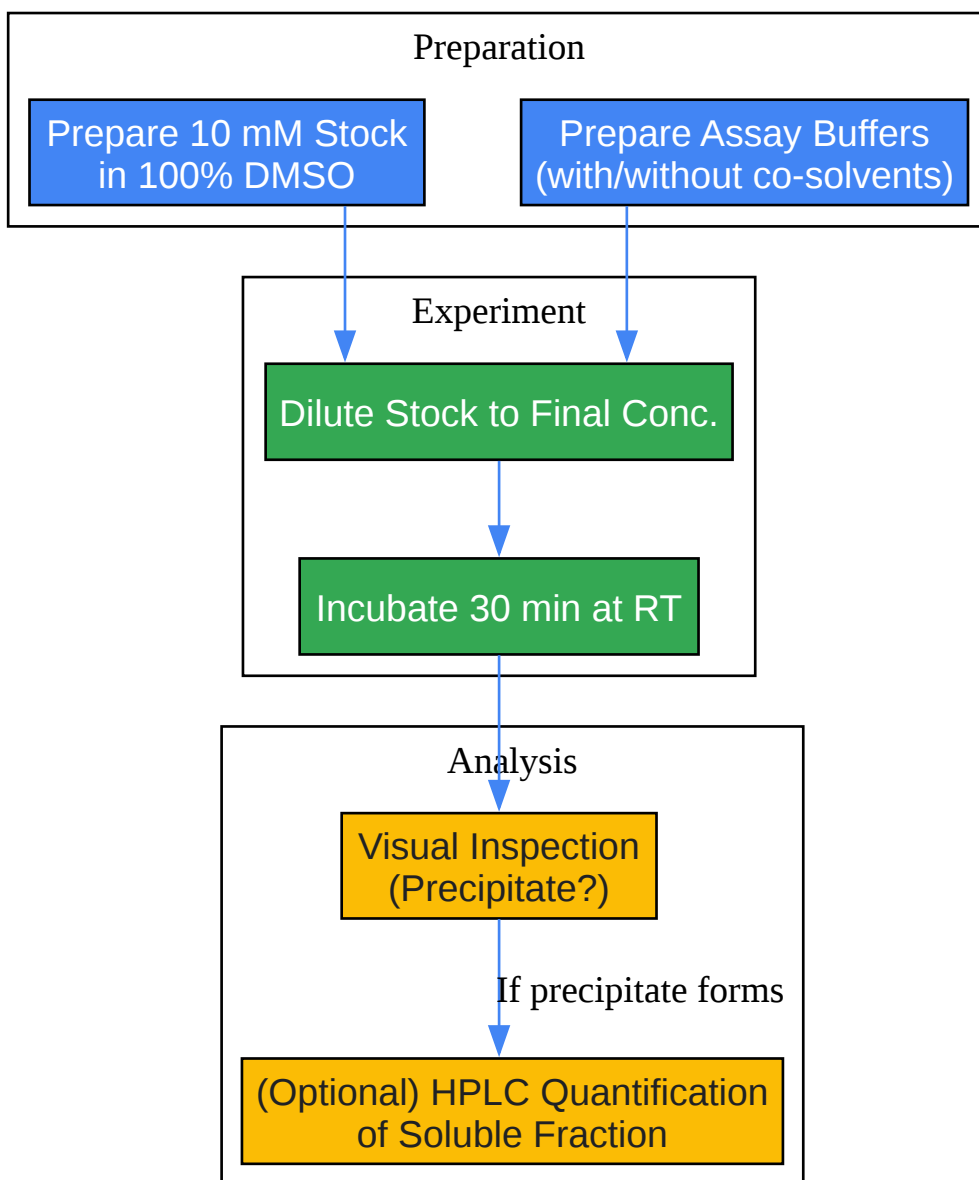 Preparation
Prepare 10 mM Stock
in 100% DMSO
Prepare Assay Buffers
(with/without co-solvents)
Experiment
Dilute Stock to Final Conc.
Incubate 30 min at RT
Analysis
Visual Inspection
(Precipitate?)
If precipitate forms
(Optional) HPLC Quantification
of Soluble Fraction